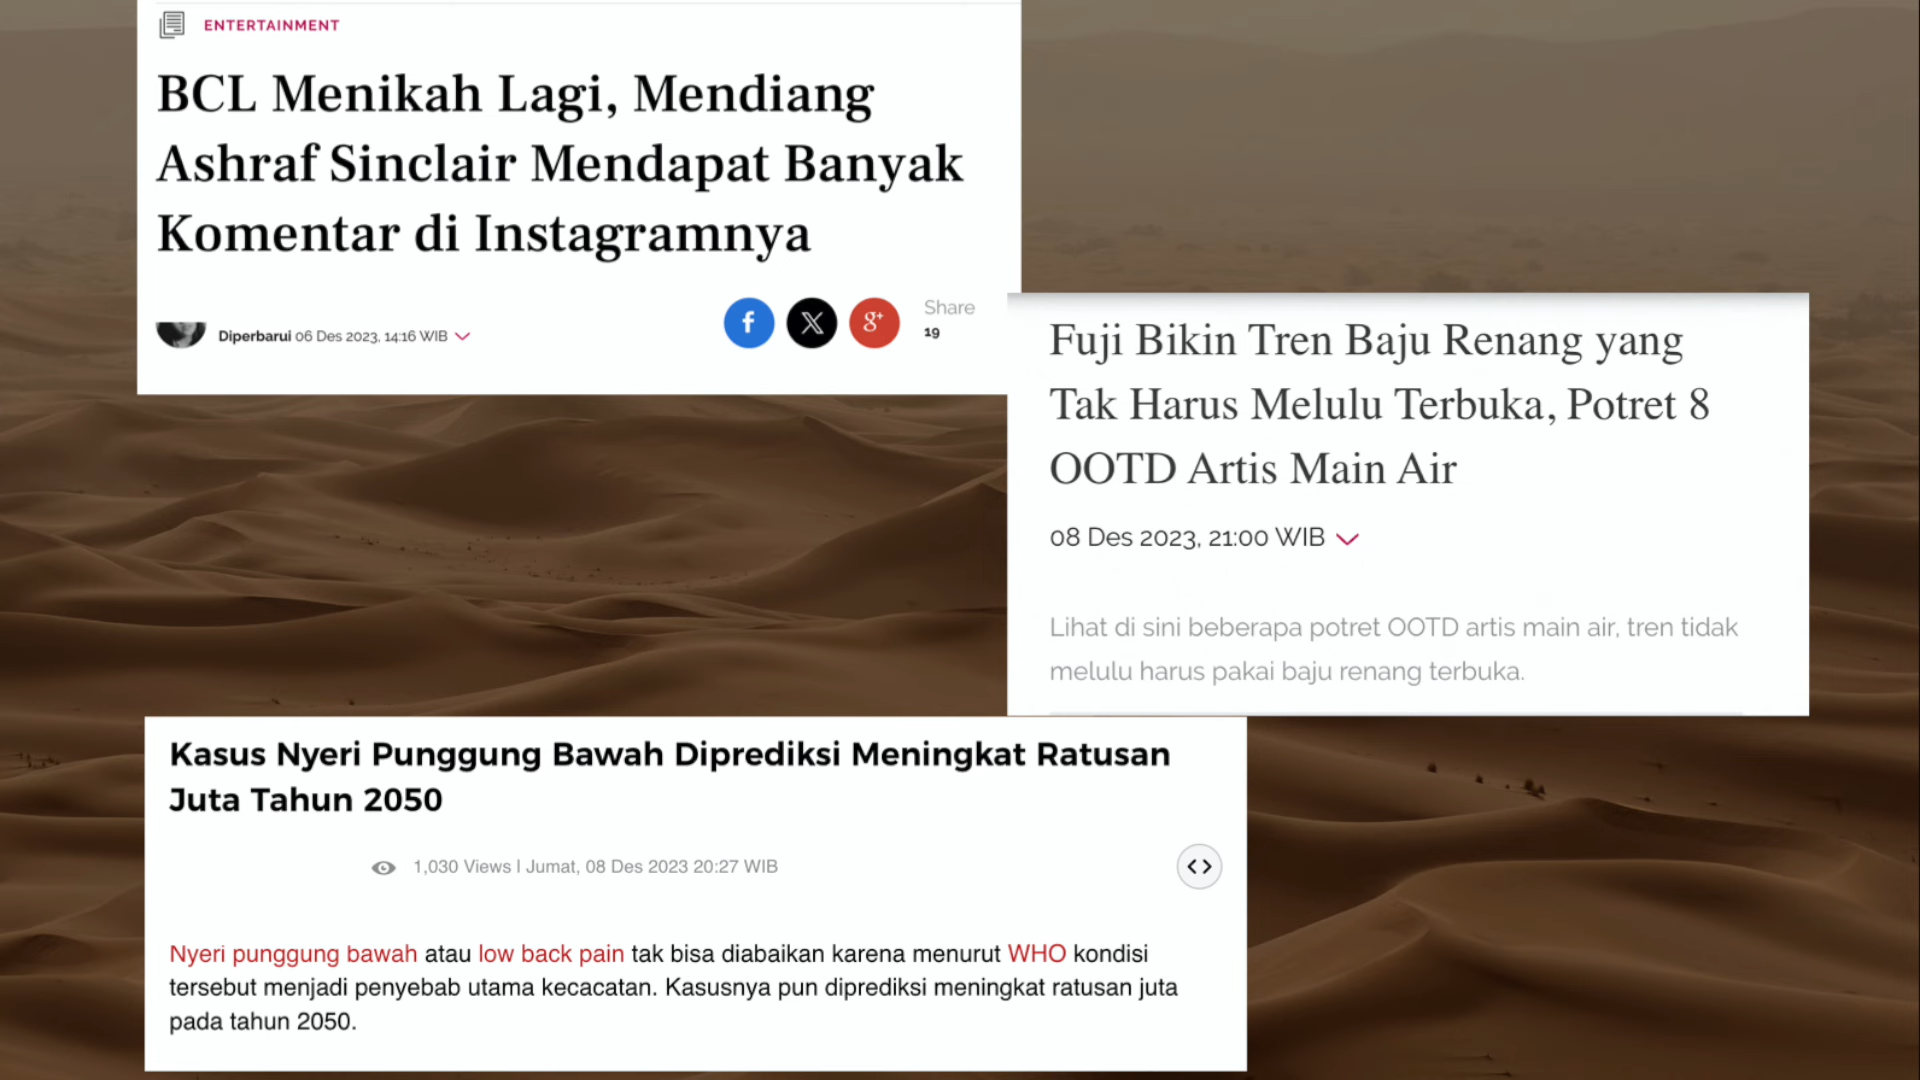 ENTERTAINMENT
BCL Menikah Lagi, Mendiang
Ashraf Sinclair Mendapat Banyak
Komentar di Instagramnya
Diperbarui 06 Des 2023, 14:16 WIB
f
X
g+
Share
19
Fuji Bikin Tren Baju Renang yang
Tak Harus Melulu Terbuka, Potret 8
OOTD Artis Main Air
08 Des 2023, 21:00 WIB
Lihat di sini beberapa potret OOTD artis main air, tren tidak
melulu harus pakai baju renang terbuka.
Kasus Nyeri Punggung Bawah Diprediksi Meningkat Ratusan
Juta Tahun 2050
1,030 Views | Jumat, 08 Des 2023 20:27 WIB
Nyeri punggung bawah atau low back pain tak bisa diabaikan karena menurut WHO kondisi
tersebut menjadi penyebab utama kecacatan. Kasusnya pun diprediksi meningkat ratusan juta
pada tahun 2050.